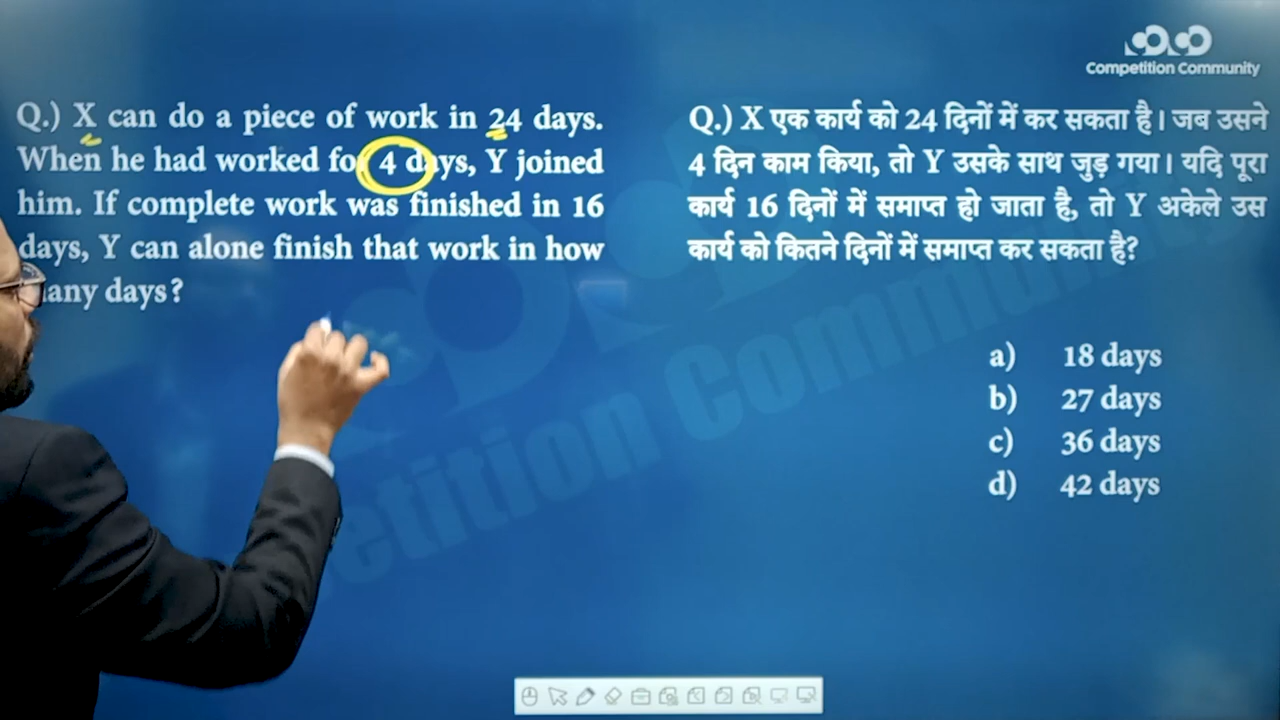 Competition Community
Q.) X can do a piece of work in 24 days.
When he had worked for 4 days, Y joined
him. If complete work was finished in 16
days, Y can alone finish that work in how
many days?
Q.) X एक कार्य को 24 दिनों में कर सकता है। जब उसने
4 दिन काम किया, तो Y उसके साथ जुड़ गया। यदि पूरा
कार्य 16 दिनों में समाप्त हो जाता है, तो Y अकेले उस
कार्य को कितने दिनों में समाप्त कर सकता है?
a) 18 days
b) 27 days
c) 36 days
d) 42 days